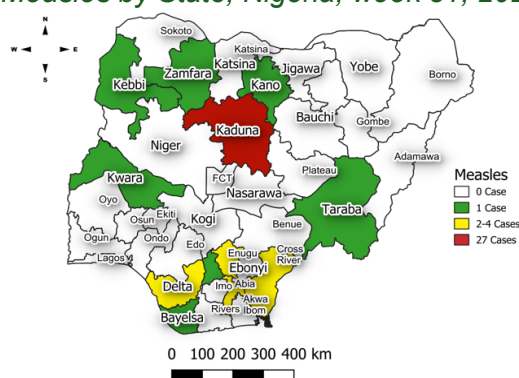 Measles by State, Nigeria, week 51, 202
N
W E
S
Sokoto
Katsina
Kebbi
Zamfara
Katsina
Jigawa
Yobe
Borno
Kano
Kaduna
Bauchi
Gombe
Niger
Adamawa
Kwara
FCT
Plateau
Nasarawa
Taraba
Oyo
Osun
Ekiti
Kogi
Benue
Ogun
Ondo
Edo
Lagos
Enugu
Cross
River
Ebonyi
Delta
Imo
Abia
Akwa
Ibom
Rivers
Bayelsa
Measles
0 Case
1 Case
2-4 Cases
27 Cases
0 100 200 300 400 km